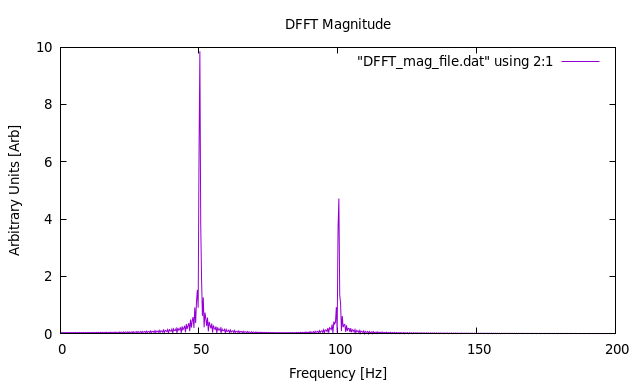 DFFT Magnitude
"DFFT_mag_file.dat" using 2:1
10
8
6
4
2
0
Arbitrary Units [Arb]
0 50 100 150 200
Frequency [Hz]